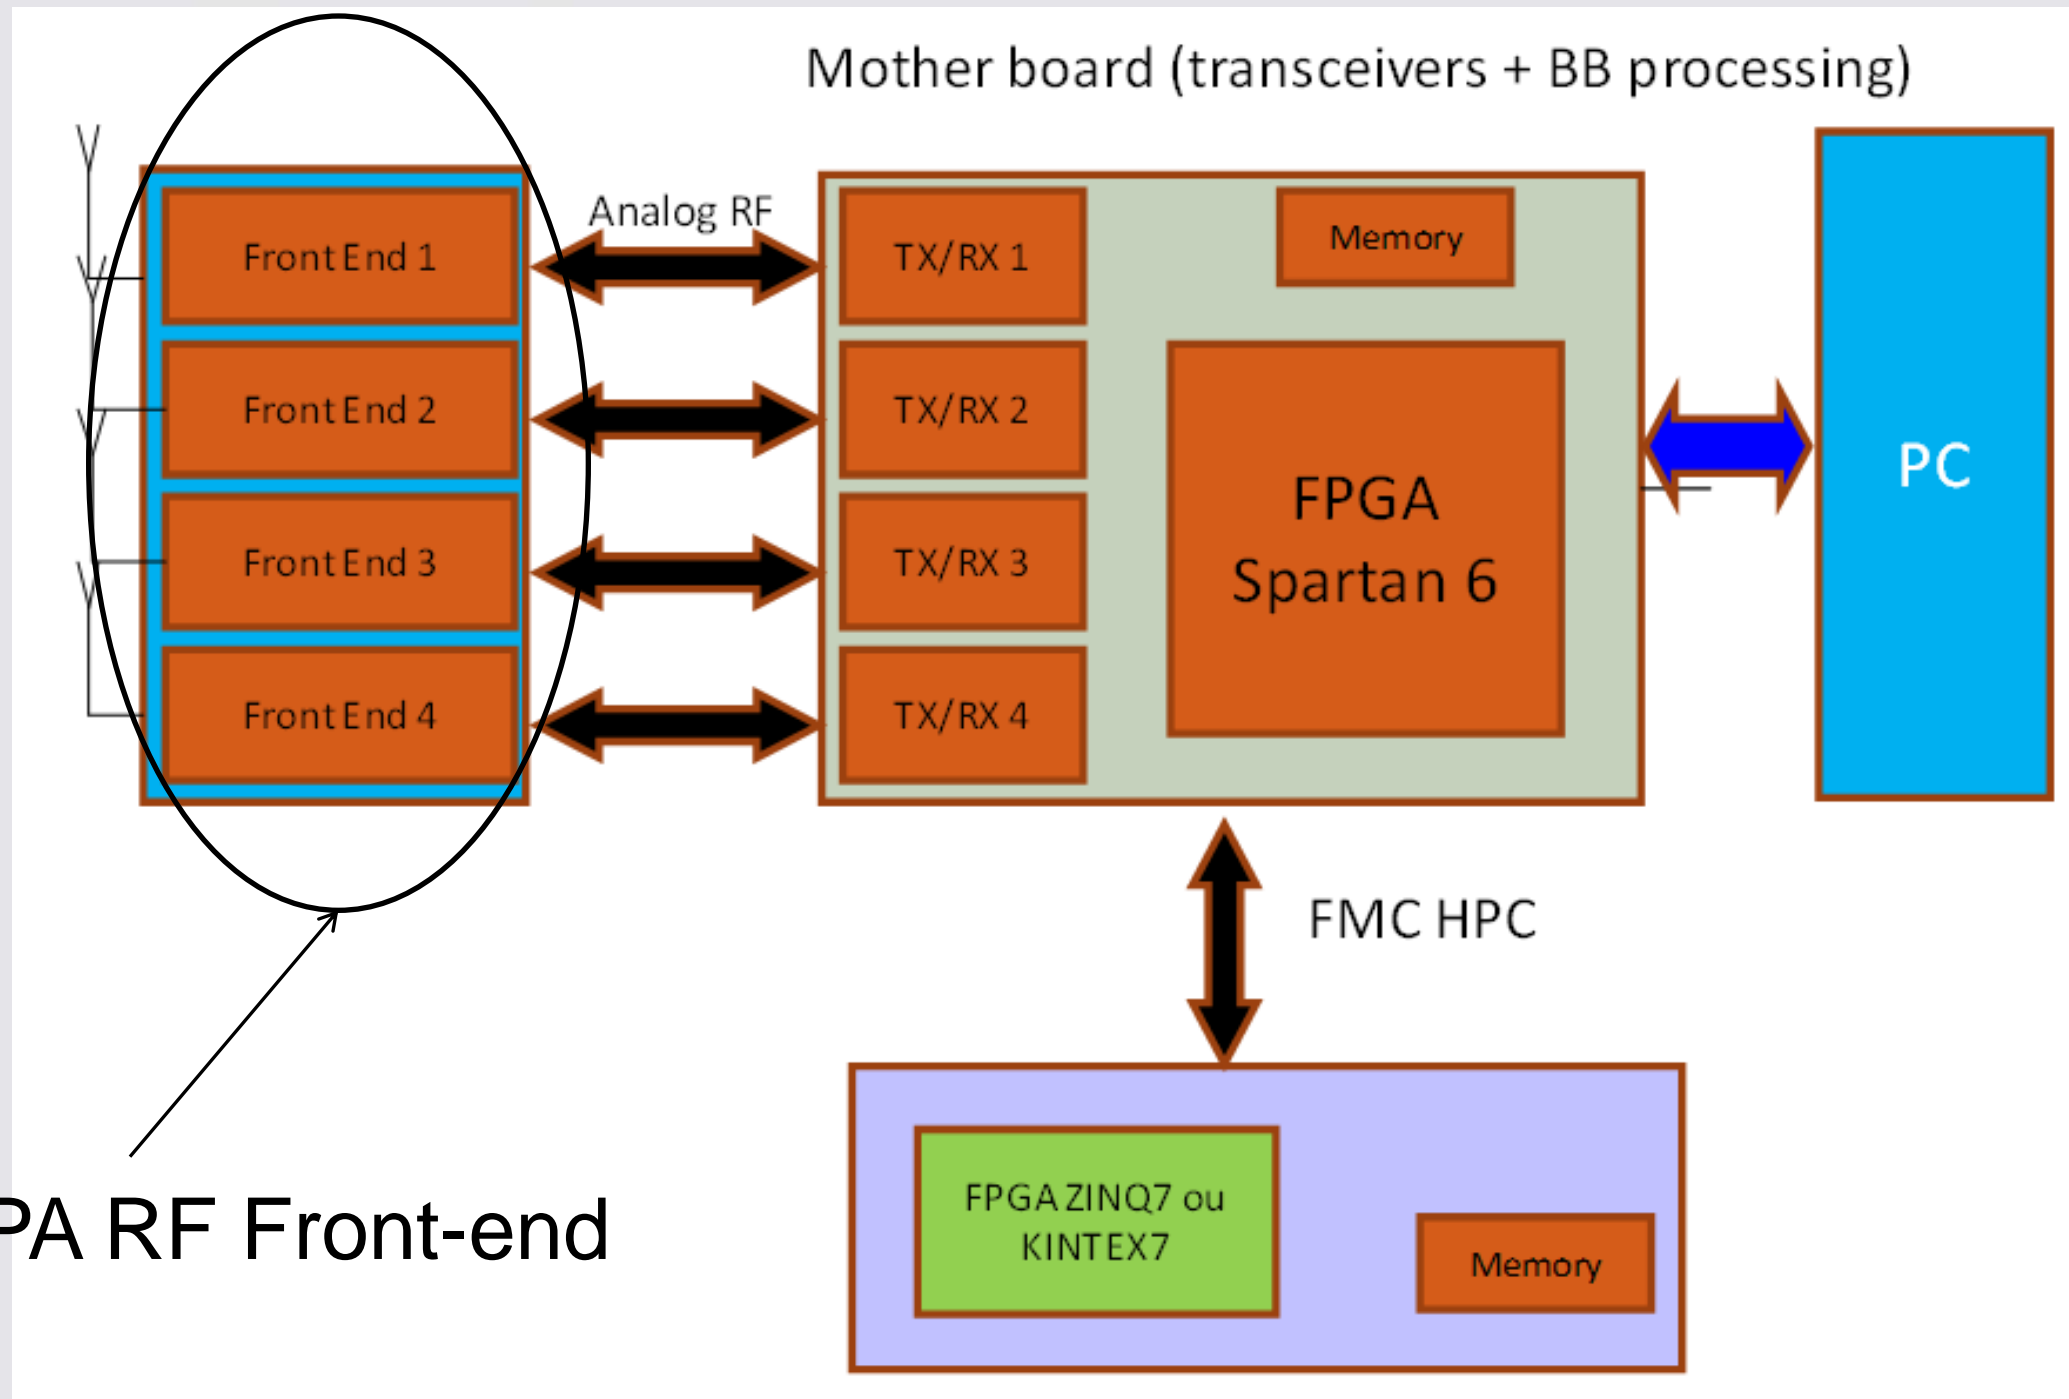 Mother board (transceivers + BB processing)
Analog RF
Front End 1
TX/RX 1
Memory
Front End 2
TX/RX 2
Front End 3
TX/RX 3
Front End 4
TX/RX 4
FPGA
Spartan 6
PC
FMC HPC
PA RF Front-end
FPGA ZINQ7 ou
KINTEX7
Memory